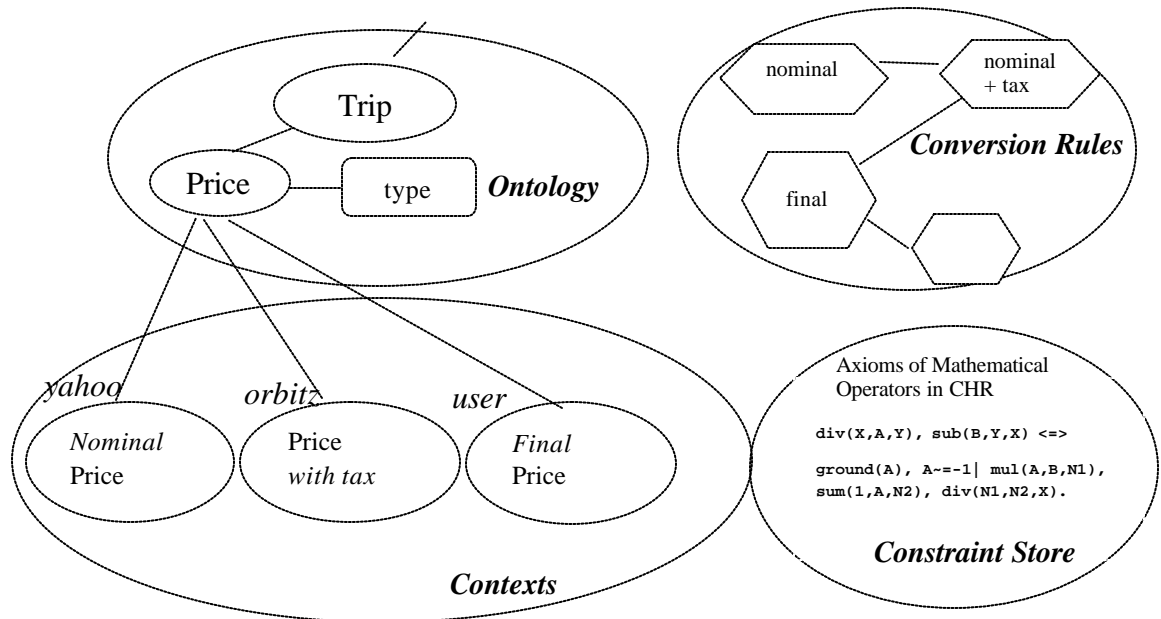 Trip
Price
type
Ontology
nominal
nominal
+ tax
Conversion Rules
final
yahoo
orbitz
user
Nominal
Price
Price
with tax
Final
Price
Contexts
Axioms of Mathematical
Operators in CHR
div(X,A,Y), sub(B,Y,X) <=>
ground(A), A~=-1| mul(A,B,N1),
sum(1,A,N2), div(N1,N2,X).
Constraint Store